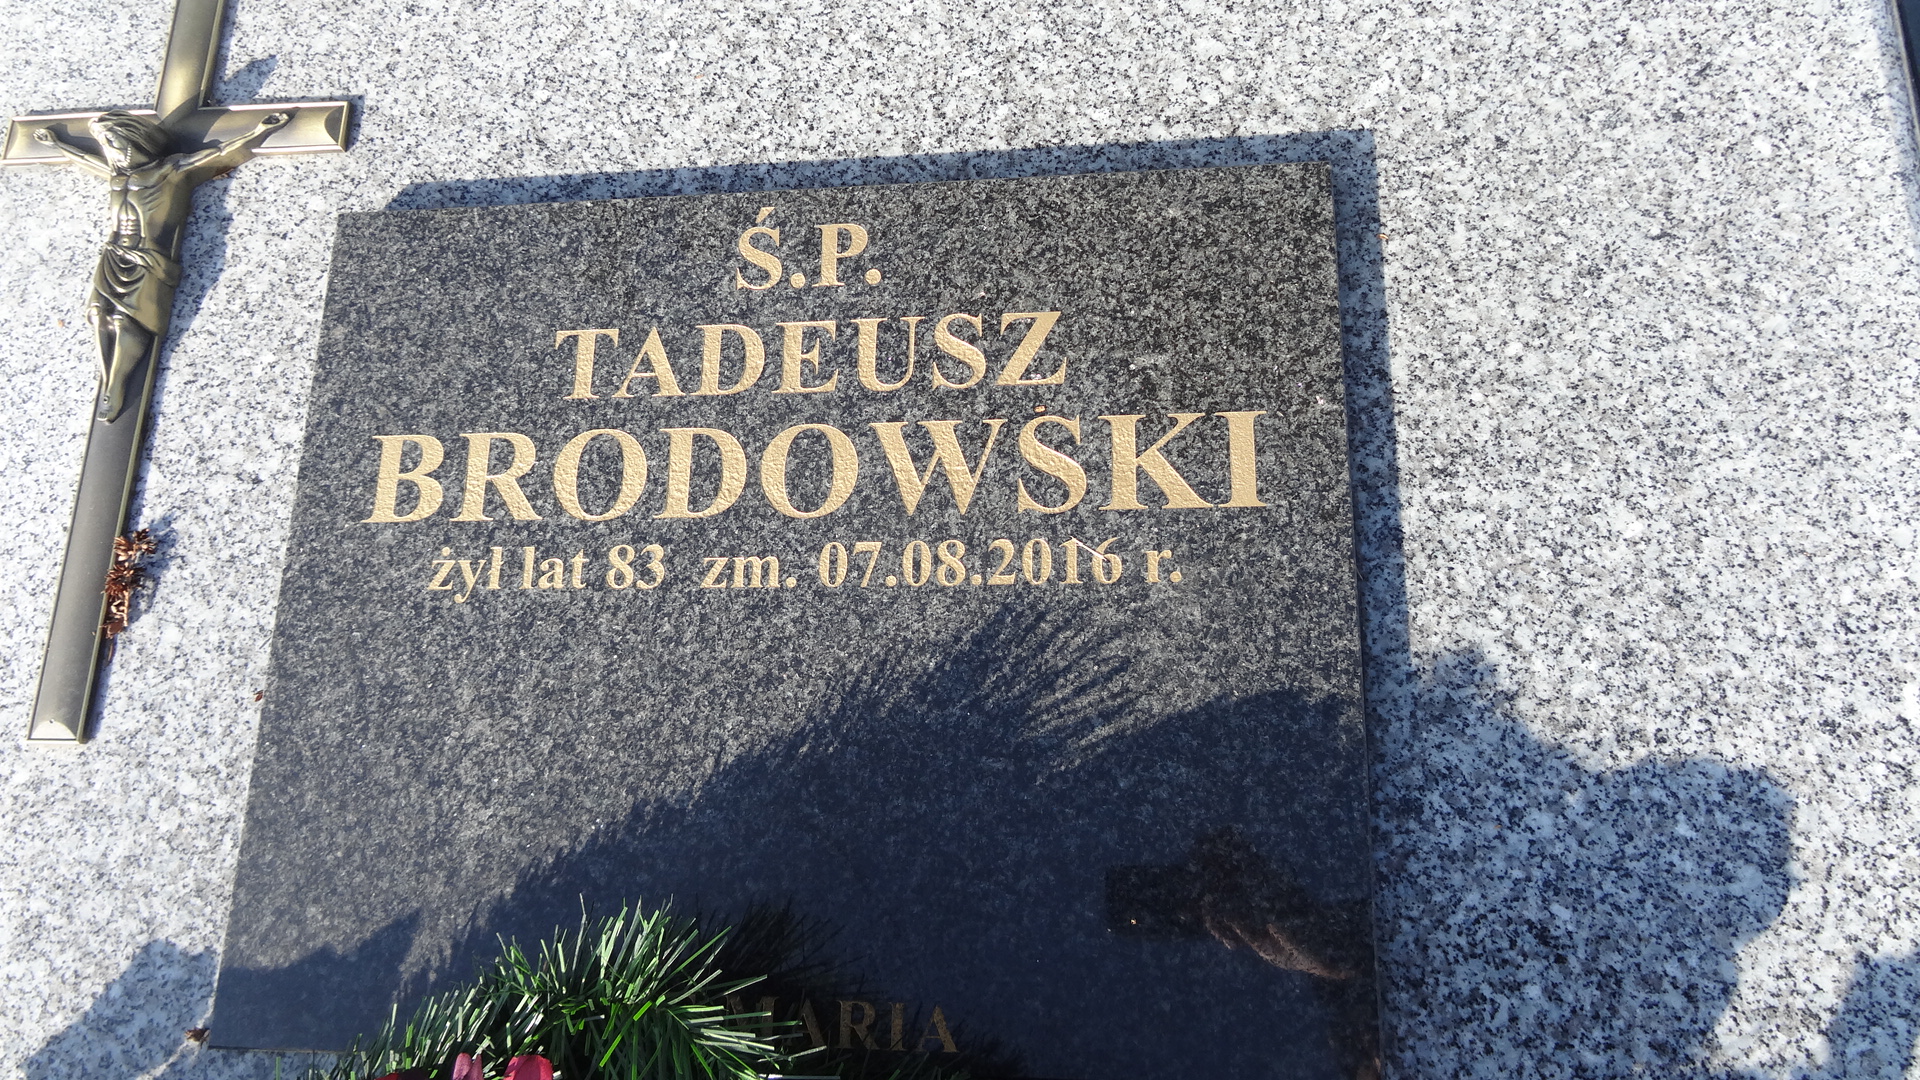 Ś.P.
TADEUSZ
BRODOWSKI
żył lat 83 zm. 07.08.2016 r.
MARIA